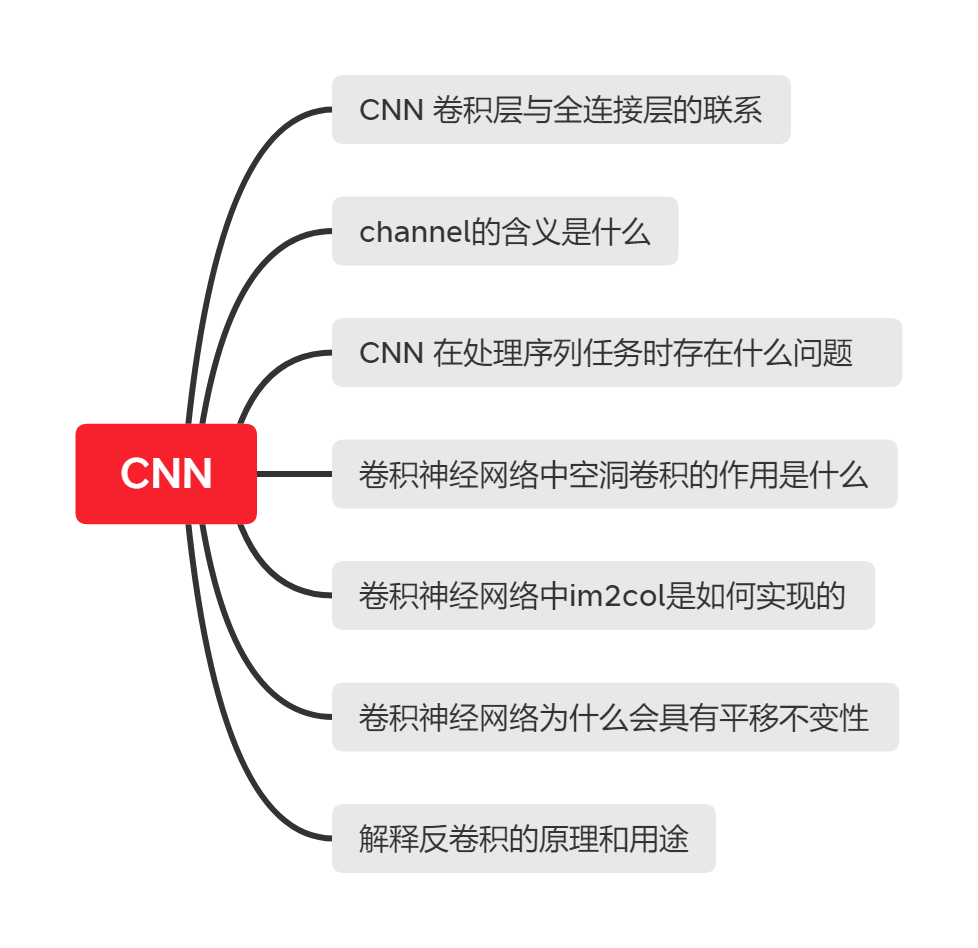 CNN 卷积层与全连接层的联系
channel的含义是什么
CNN 在处理序列任务时存在什么问题
CNN
卷积神经网络中空洞卷积的作用是什么
卷积神经网络中im2col是如何实现的
卷积神经网络为什么会具有平移不变性
解释反卷积的原理和用途